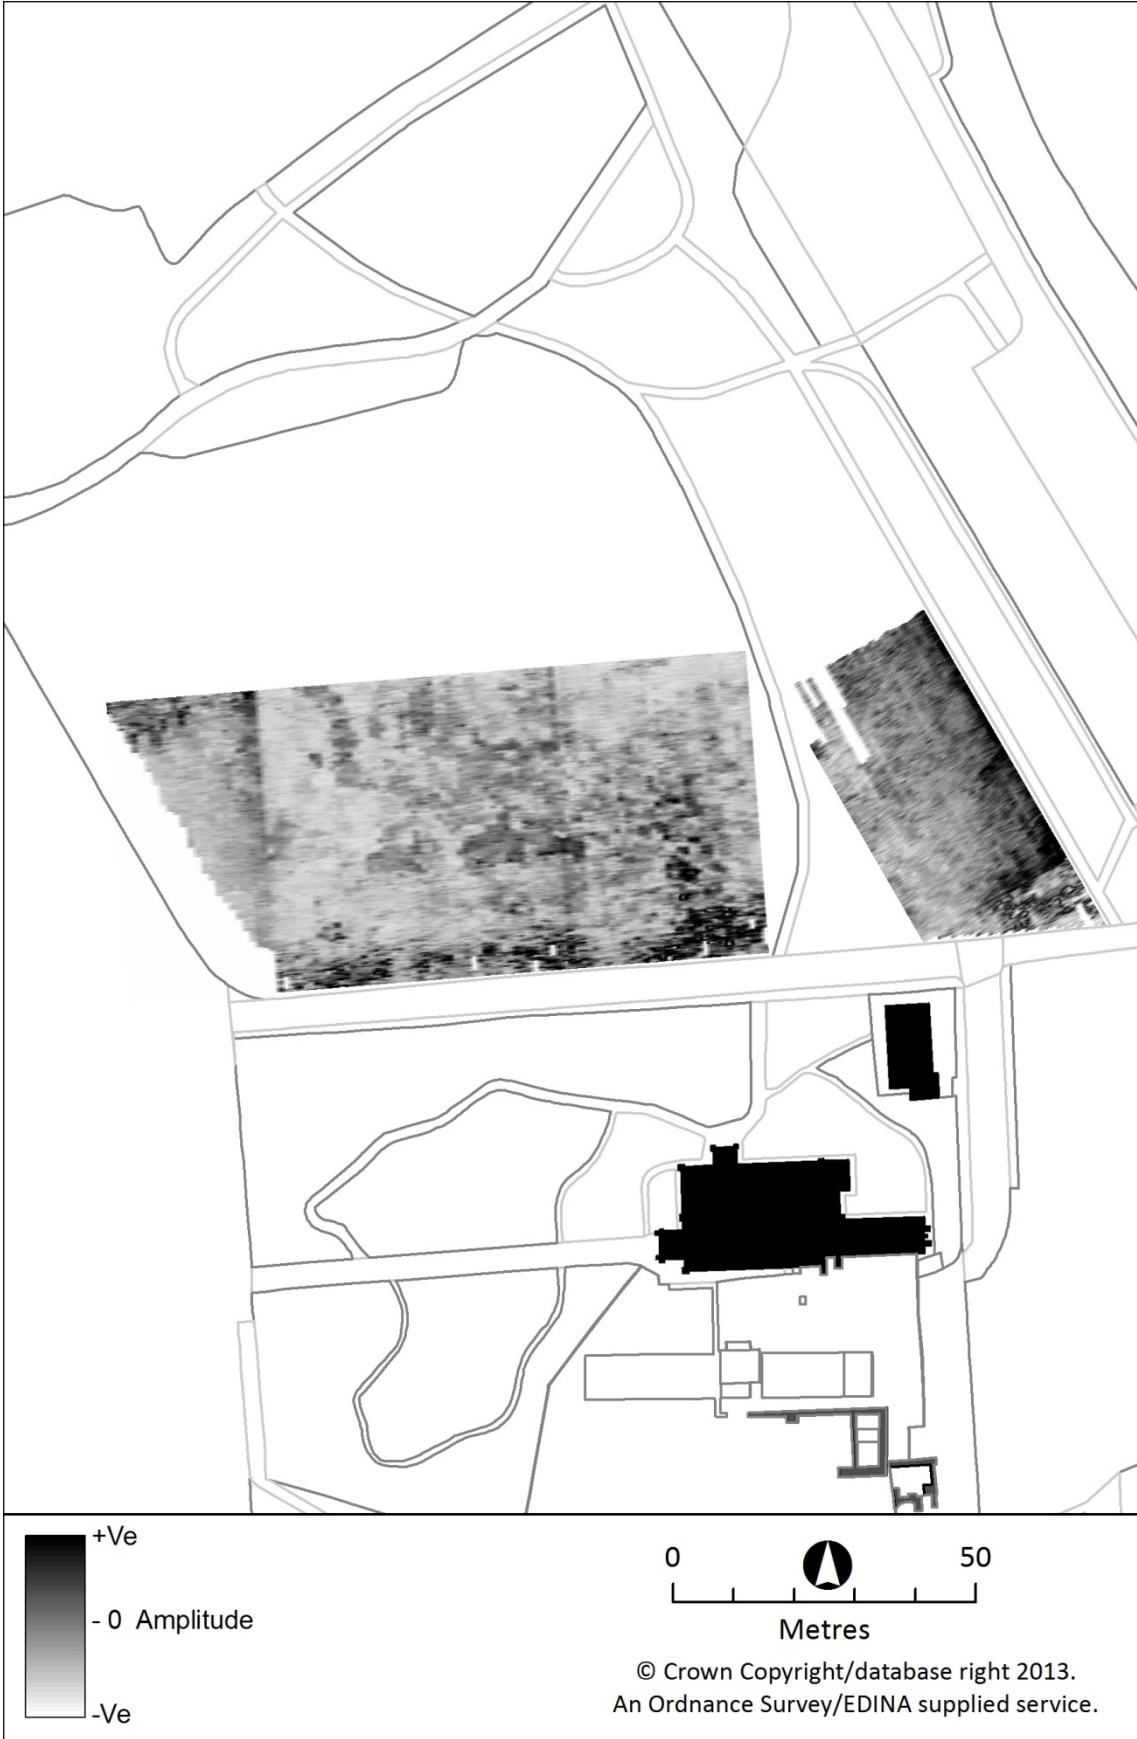 +Ve
- 0 Amplitude
-Ve
0 50
Metres
© Crown Copyright/database right 2013.
An Ordnance Survey/EDINA supplied service.